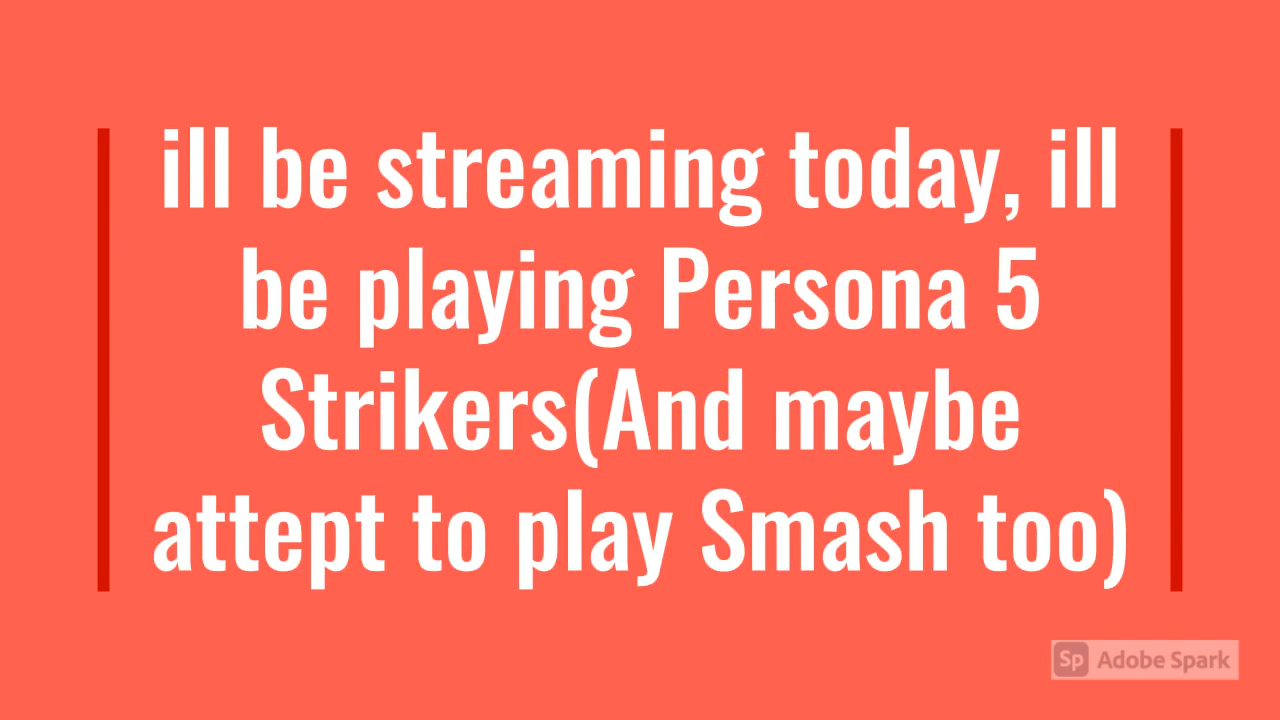 ill be streaming today, ill
be playing Persona 5
Strikers(And maybe
attept to play Smash too)
Sp Adobe Spark